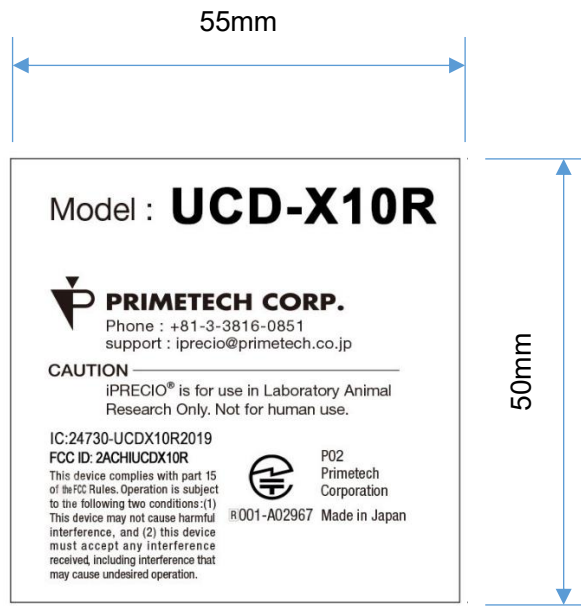 55mm
Model : UCD-X10R
PRIMETECH CORP.
Phone : +81-3-3816-0851
support : iprecio@primetech.co.jp
CAUTION
iPRECIO® is for use in Laboratory Animal
Research Only. Not for human use.
IC:24730-UCDX10R2019
FCC ID: 2ACHIUCDX10R
This device complies with part 15
of the FCC Rules. Operation is subject
to the following two conditions:(1)
This device may not cause harmful
interference, and (2) this device
must accept any interference
received, including interference that
may cause undesired operation.
P02
Primetech
Corporation
R 001-A02967 Made in Japan
50mm